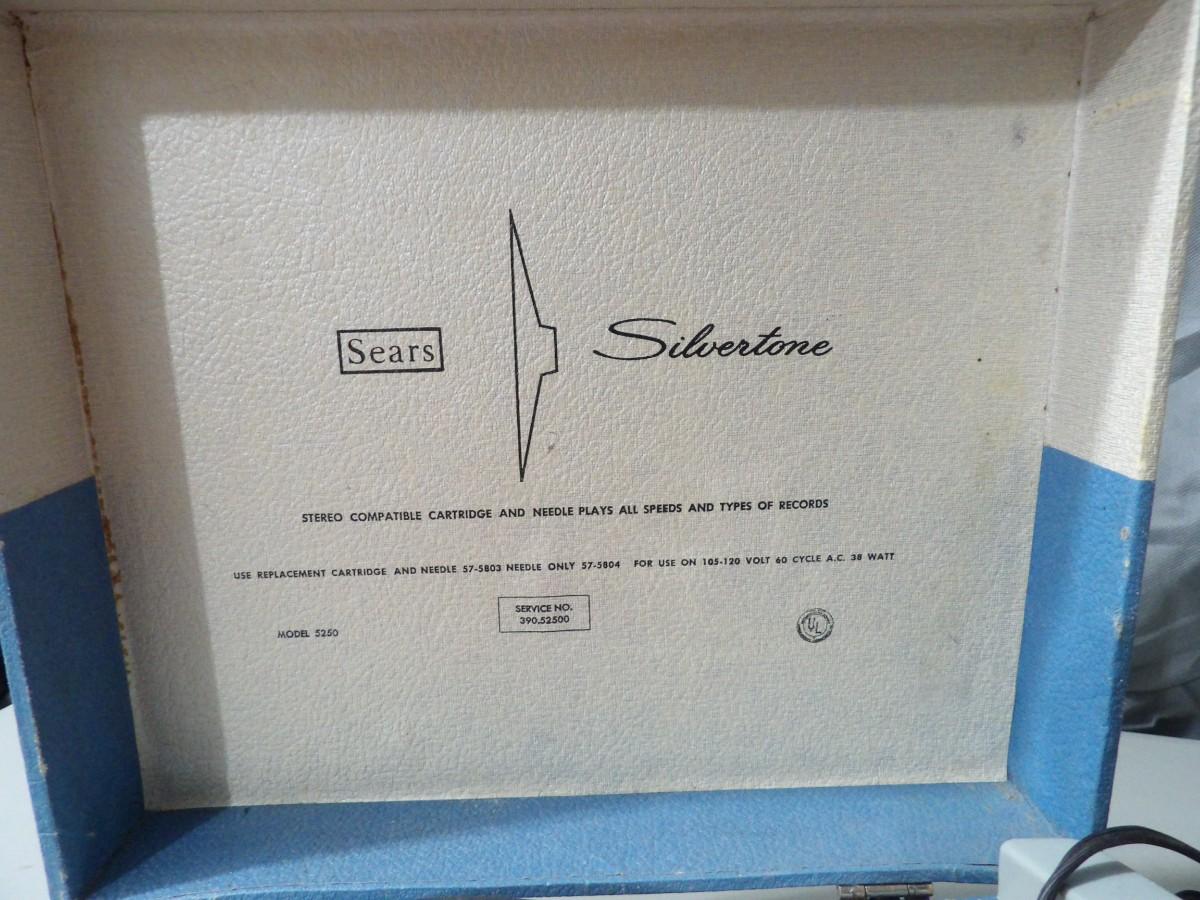 Sears
Silvertone
STEREO COMPATIBLE CARTRIDGE AND NEEDLE PLAYS ALL SPEEDS AND TYPES OF RECORDS
USE REPLACEMENT CARTRIDGE AND NEEDLE 57-5803 NEEDLE ONLY 57-5804 FOR USE ON 105-120 VOLT 60 CYCLE A.C. 38 WATT
SERVICE NO.
390.52500
MODEL 5250
UL